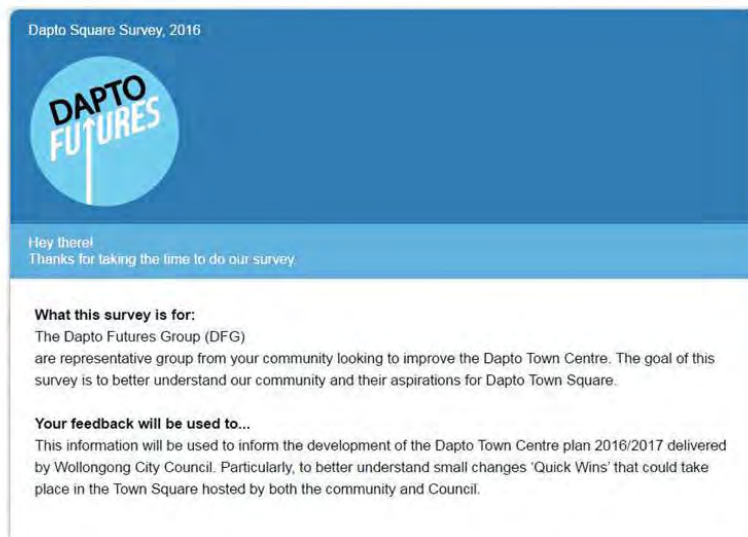 Dapto Square Survey, 2016
DAPTO
FUTURES
Hey there!
Thanks for taking the time to do our survey.
What this survey is for:
The Dapto Futures Group (DFG)
are representative group from your community looking to improve the Dapto Town Centre. The goal of this
survey is to better understand our community and their aspirations for Dapto Town Square.
Your feedback will be used to...
This information will be used to inform the development of the Dapto Town Centre plan 2016/2017 delivered
by Wollongong City Council. Particularly, to better understand small changes 'Quick Wins' that could take
place in the Town Square hosted by both the community and Council.